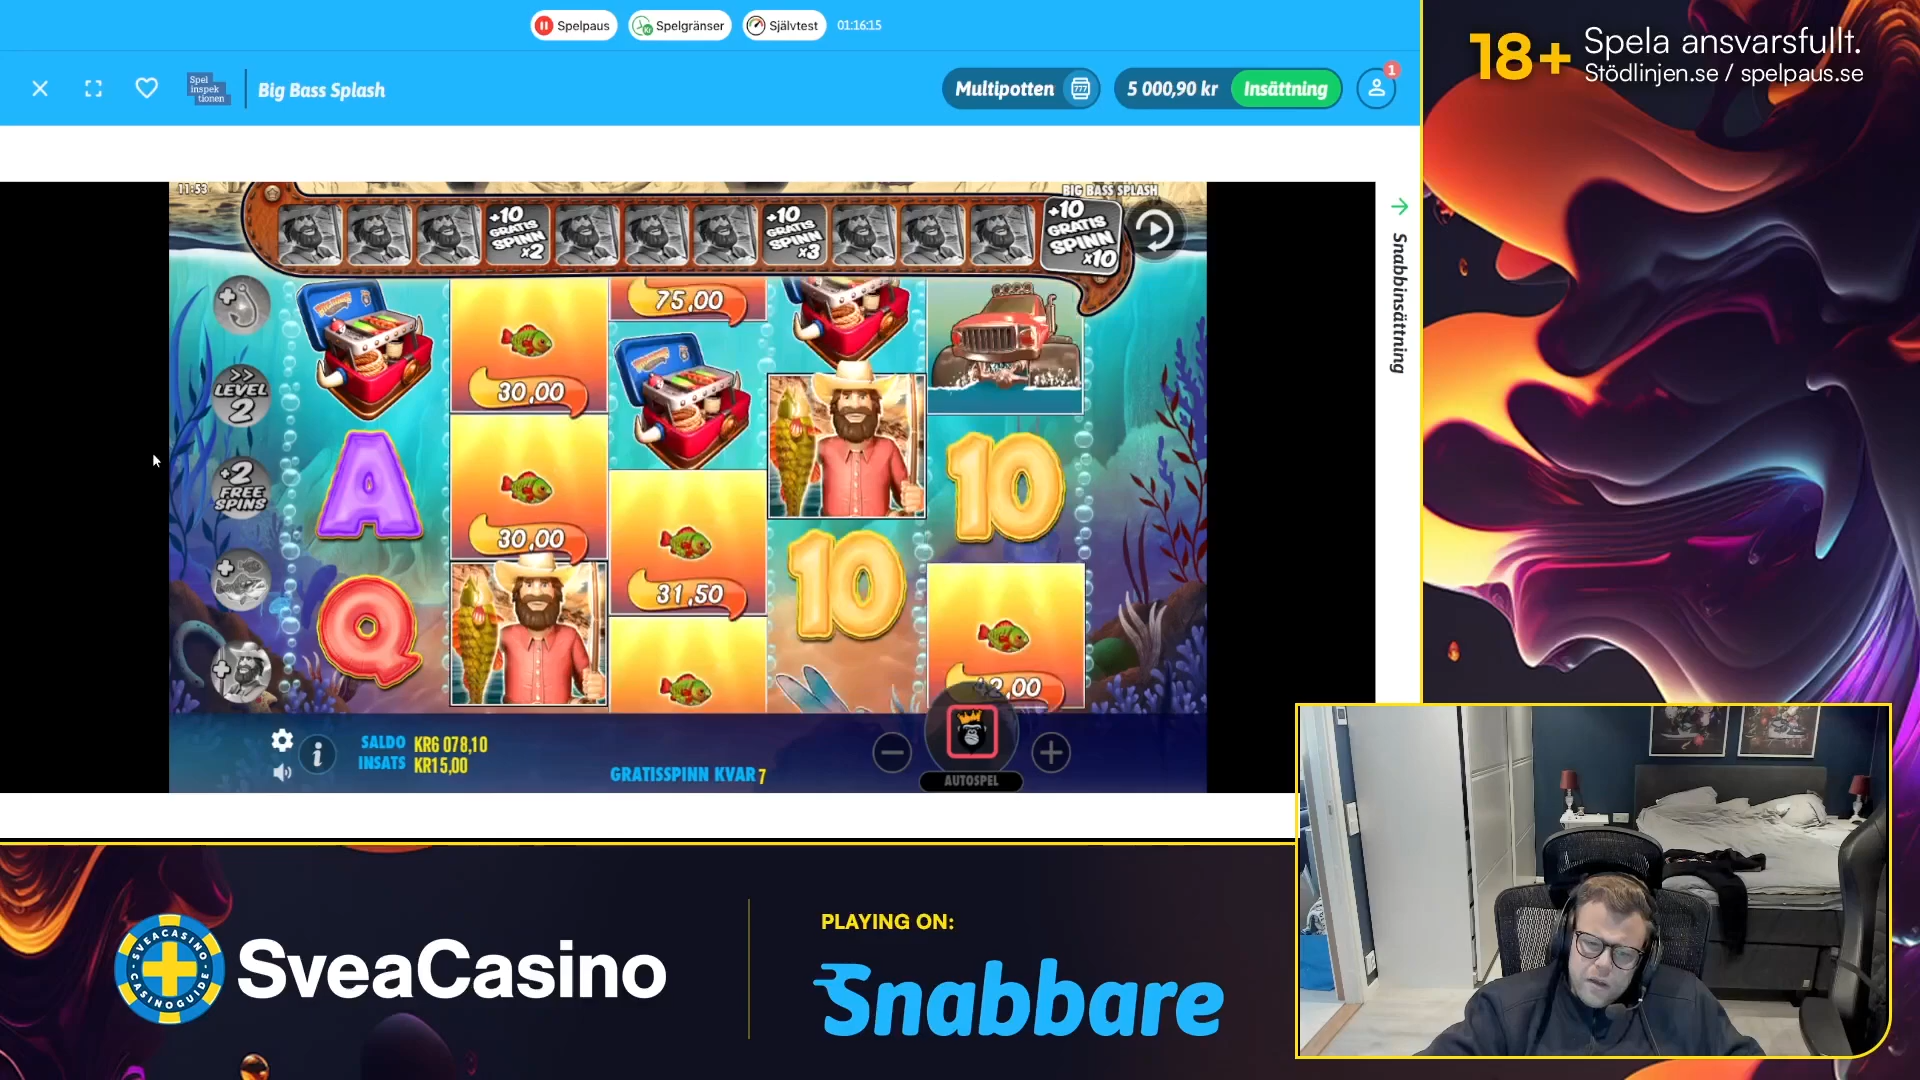 Spelpaus
Spelgränser
Självtest
01:16:15
18+
Spela ansvarsfullt.
Stödlinjen.se / spelpaus.se
Spel
inspek
tionen
Big Bass Splash
Multipotten
777
5 000,90 kr
Insättning
1
Snabbinsättning
11:53
BIG BASS SPLASH
+10
GRATIS
SPINN
x2
+10
GRATIS
SPINN
x3
+10
GRATIS
SPINN
x10
+
>>
LEVEL
2
+2
FREE
SPINS
+
+
30,00
75,00
A
30,00
31,50
10
10
Q
42,00
SALDO KR6 078,10
INSATS KR15,00
GRATISSPINN KVAR 7
AUTOSPEL
SVEACASINO
CASINOGUIDE
SveaCasino
PLAYING ON:
Snabbare